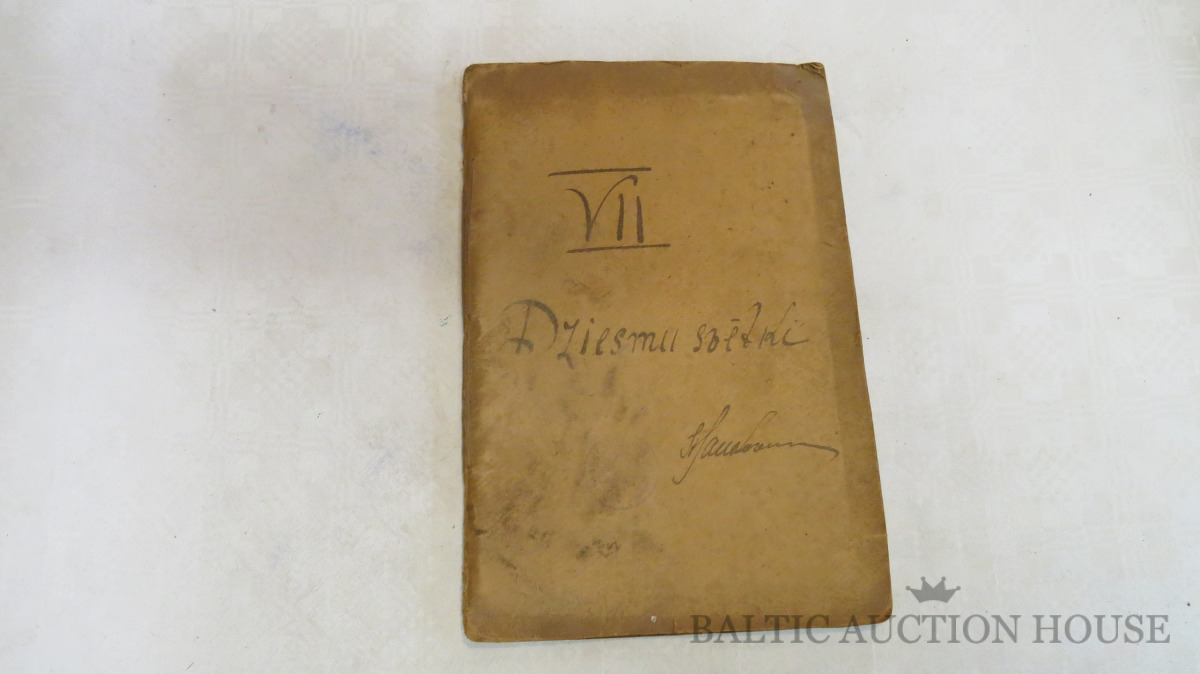 VII
Dziesmu svētki
BALTIC AUCTION HOUSE